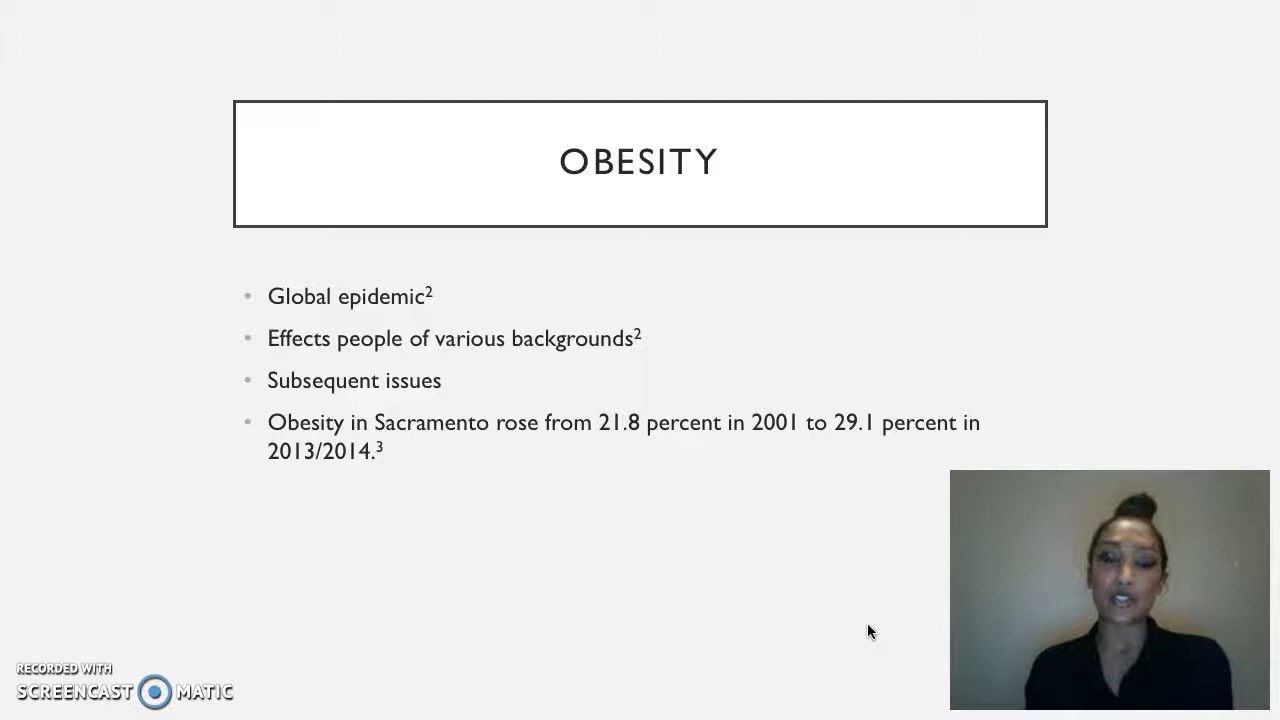 OBESITY
• Global epidemic²
• Effects people of various backgrounds²
• Subsequent issues
• Obesity in Sacramento rose from 21.8 percent in 2001 to 29.1 percent in
2013/2014.³
RECORDED WITH
SCREENCAST MATIC